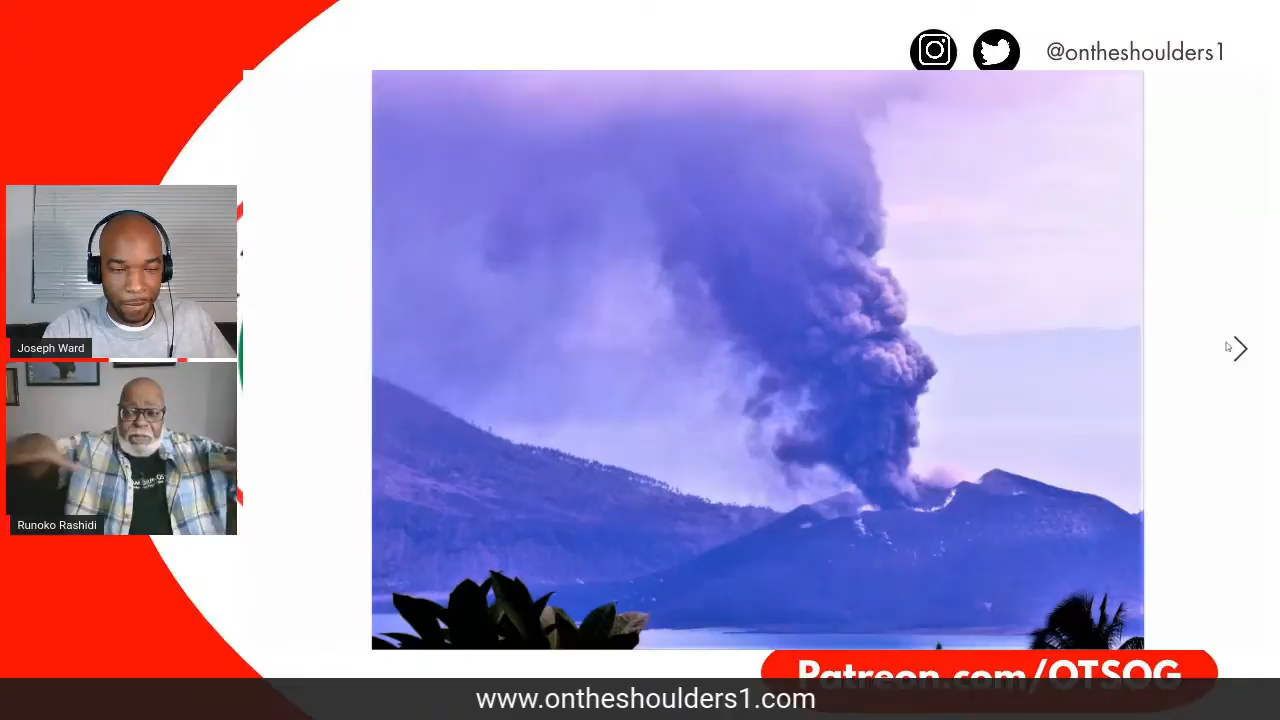 @ontheshoulders1
Joseph Ward
Runoko Rashidi
Patreon.com/OTSOG
www.ontheshoulders1.com